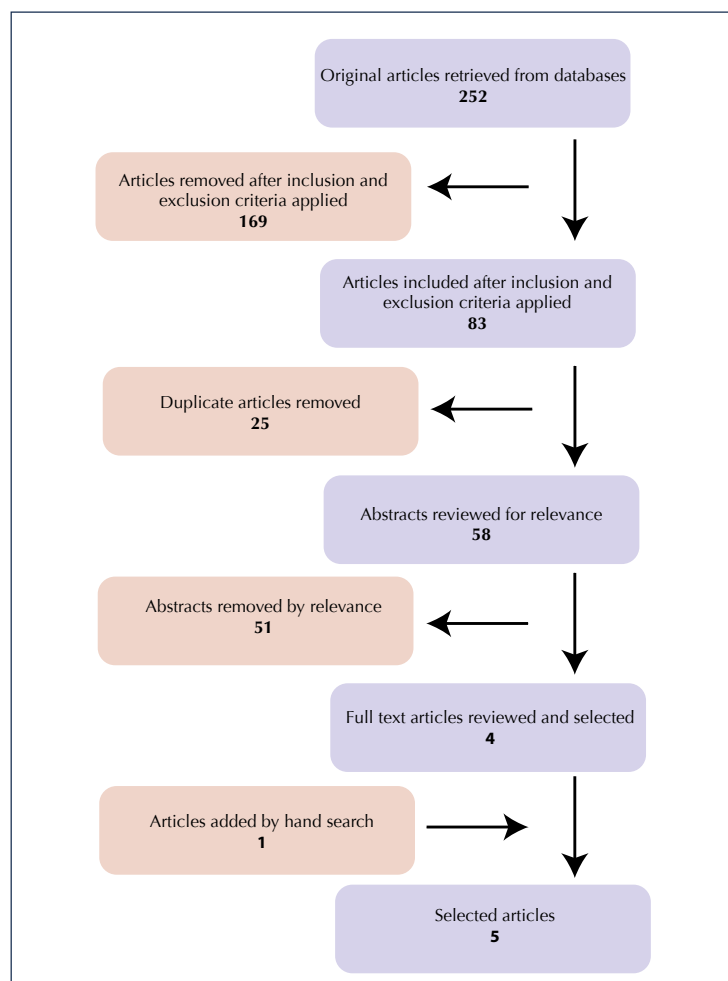 Original articles retrieved from databases
252
Articles removed after inclusion and
exclusion criteria applied
169
Articles included after inclusion and
exclusion criteria applied
83
Duplicate articles removed
25
Abstracts reviewed for relevance
58
Abstracts removed by relevance
51
Full text articles reviewed and selected
4
Articles added by hand search
1
Selected articles
5